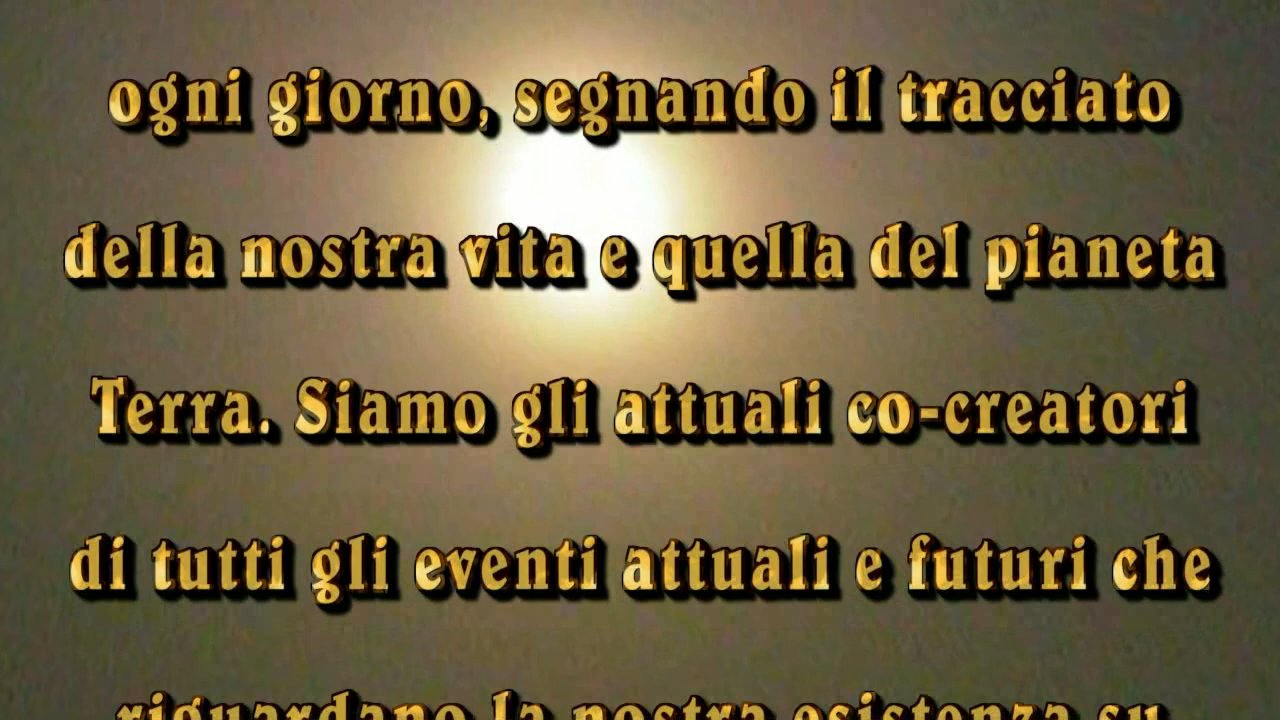 ogni giorno, segnando il tracciato
della nostra vita e quella del pianeta
Terra. Siamo gli attuali co-creatori
di tutti gli eventi attuali e futuri che
riguardano la nostra esistenza su